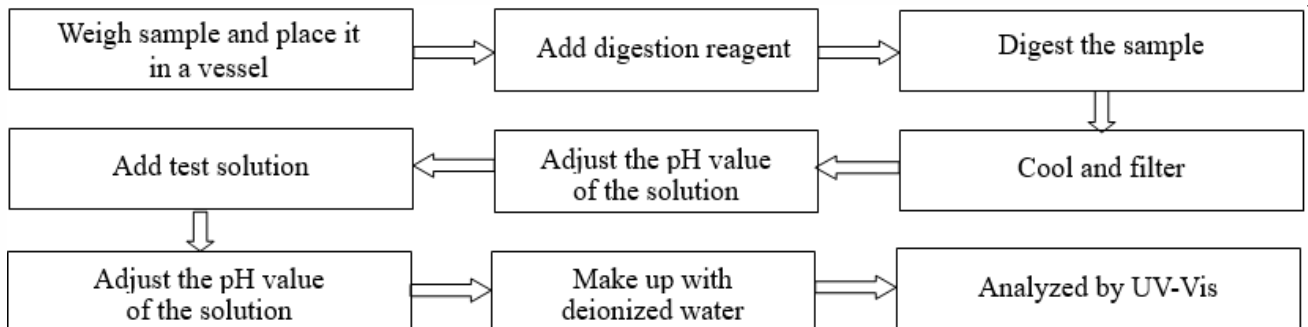 Weigh sample and place it
in a vessel
Add digestion reagent
Digest the sample
Cool and filter
Adjust the pH value
of the solution
Add test solution
Adjust the pH value
of the solution
Make up with
deionized water
Analyzed by UV-Vis